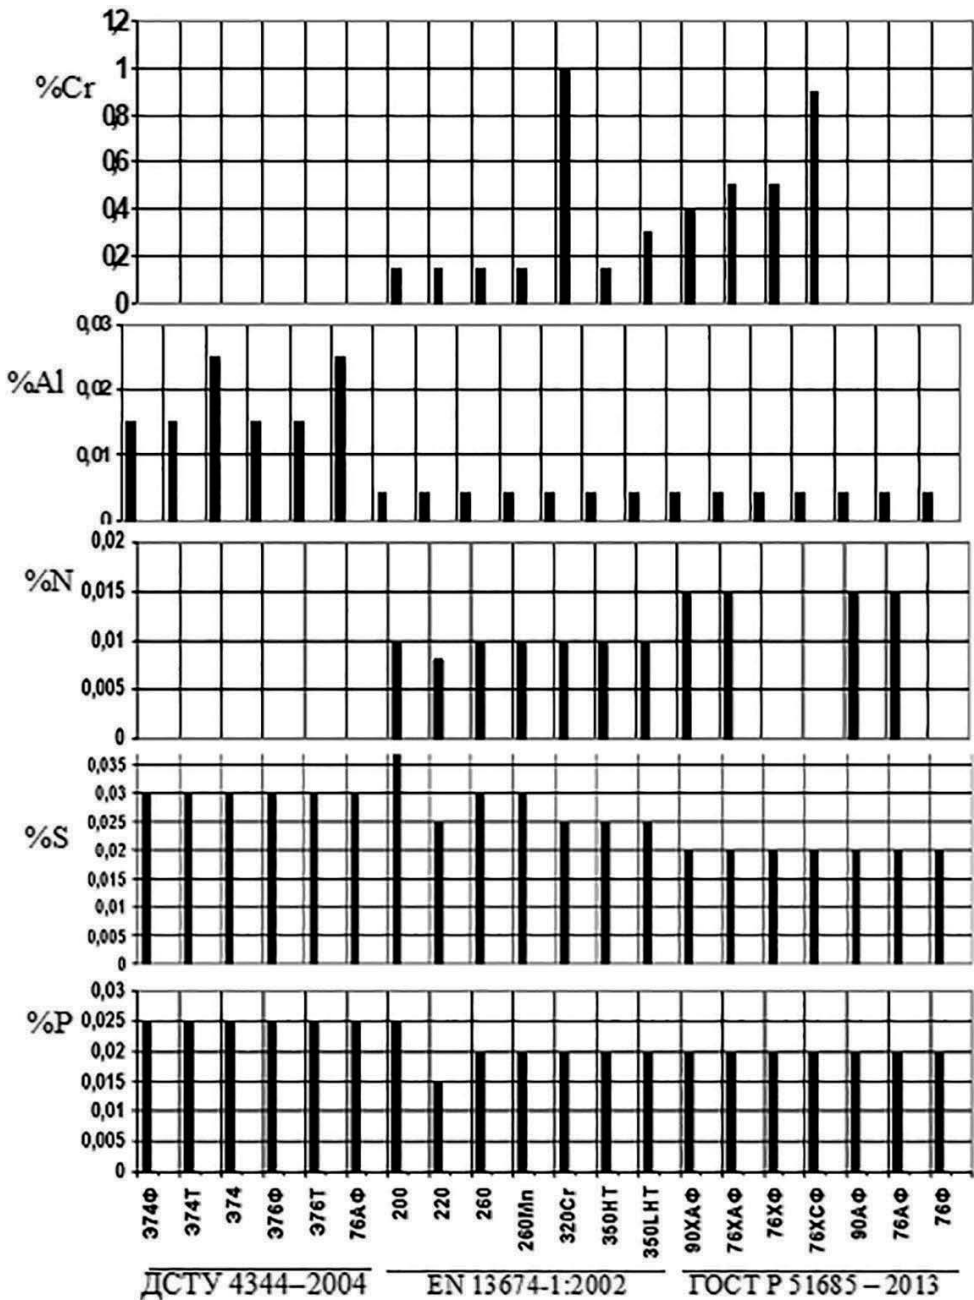 1,2
1
%Cr
0,8
0,6
0,4
0,2
0
0,03
%Al
0,02
0,01
0
0,02
%N
0,015
0,01
0,005
0
0,035
0,03
0,025
%S
0,02
0,015
0,01
0,005
0
0,03
%P
0,025
0,02
0,015
0,01
0,005
0
Э74Ф
Э74Т
Э74
Э76Ф
Э76Т
76АФ
200
220
260
260Mn
320Cr
350HT
350LHT
90ХАФ
76ХАФ
76ХФ
76ХСФ
90АФ
76АФ
76Ф
ДСТУ 4344–2004
EN 13674-1:2002
ГОСТ Р 51685 – 2013